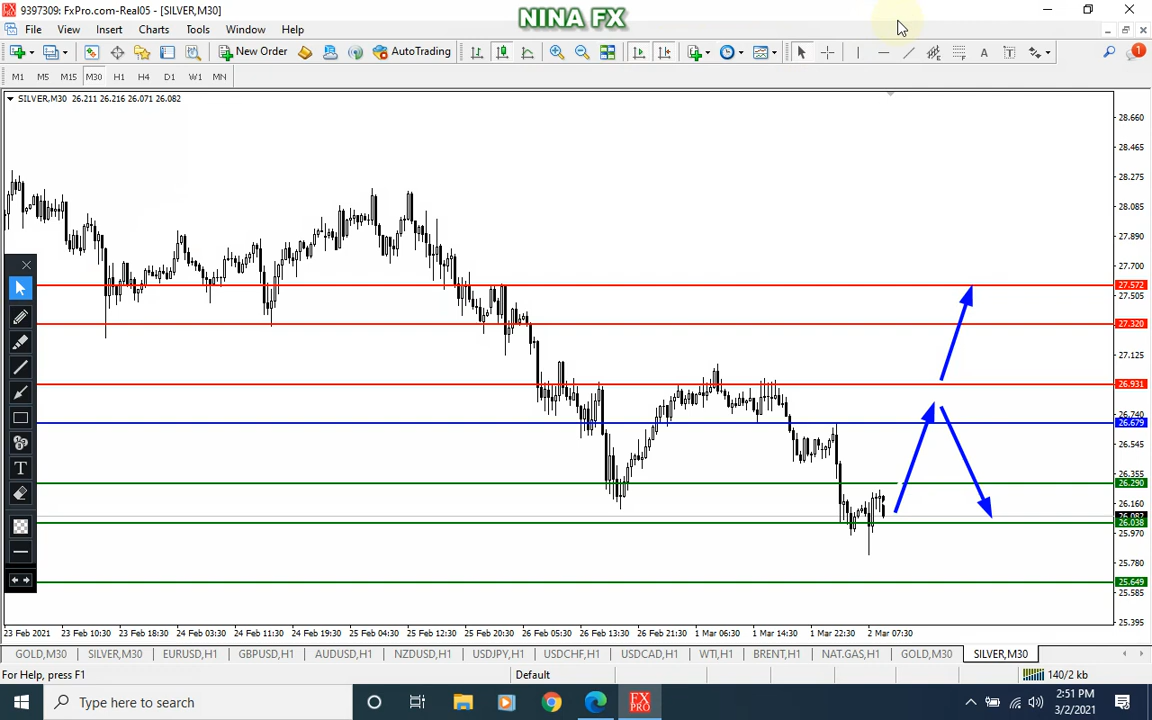 9397309: FxPro.com-Real05 - [SILVER,M30]
NINA FX
File View Insert Charts Tools Window Help
New Order AutoTrading A T 1
M1 M5 M15 M30 H1 H4 D1 W1 MN
SILVER,M30 26.211 26.216 26.071 26.082
28.660
28.465
28.275
28.085
27.890
27.700
27.572
27.505
27.320
27.125
26.931
26.740
26.679
26.545
26.355
26.290
26.160
26.082
26.038
25.970
25.780
25.649
25.585
25.395
T
23 Feb 2021 23 Feb 10:30 23 Feb 18:30 24 Feb 03:30 24 Feb 11:30 24 Feb 19:30 25 Feb 04:30 25 Feb 12:30 25 Feb 20:30 26 Feb 05:30 26 Feb 13:30 26 Feb 21:30 1 Mar 06:30 1 Mar 14:30 1 Mar 22:30 2 Mar 07:30
GOLD,M30 SILVER,M30 EURUSD,H1 GBPUSD,H1 AUDUSD,H1 NZDUSD,H1 USDJPY,H1 USDCHF,H1 USDCAD,H1 WTI,H1 BRENT,H1 NAT.GAS,H1 GOLD,M30 SILVER,M30
For Help, press F1 Default 140/2 kb
Type here to search
FX PRO
2:51 PM
3/2/2021